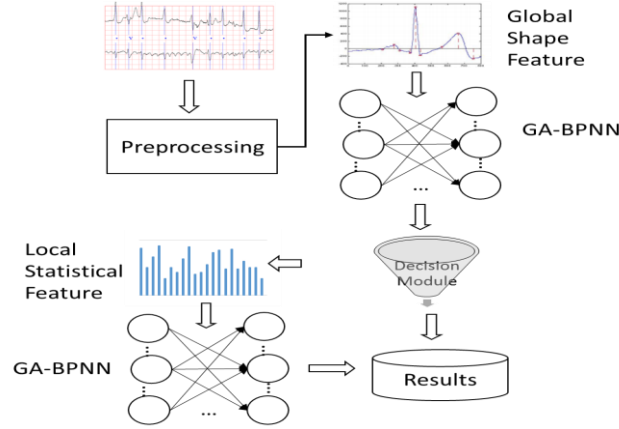 Global
Shape
Feature
Preprocessing
GA-BPNN
...
Decision
Module
Local
Statistical
Feature
GA-BPNN
...
Results